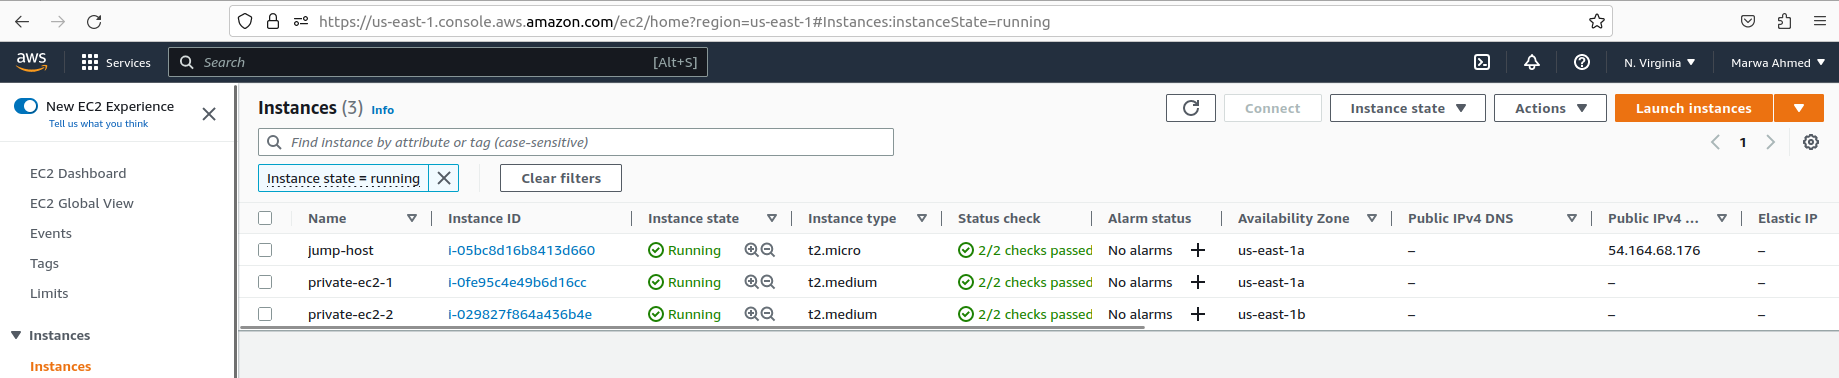 https://us-east-1.console.aws.amazon.com/ec2/home?region=us-east-1#Instances:instanceState=running
aws Services Search [Alt+S] N. Virginia Marwa Ahmed
New EC2 Experience
Tell us what you think
EC2 Dashboard
EC2 Global View
Events
Tags
Limits
Instances
Instances
Instances (3) Info Connect Instance state Actions Launch instances
Find instance by attribute or tag (case-sensitive) 1
Instance state = running Clear filters
Name Instance ID Instance state Instance type Status check Alarm status Availability Zone Public IPv4 DNS Public IPv4 ... Elastic IP
jump-host i-05bc8d16b8413d660 Running t2.micro 2/2 checks passed No alarms us-east-1a – 54.164.68.176 –
private-ec2-1 i-0fe95c4e49b6d16cc Running t2.medium 2/2 checks passed No alarms us-east-1a – – –
private-ec2-2 i-029827f864a436b4e Running t2.medium 2/2 checks passed No alarms us-east-1b – – –